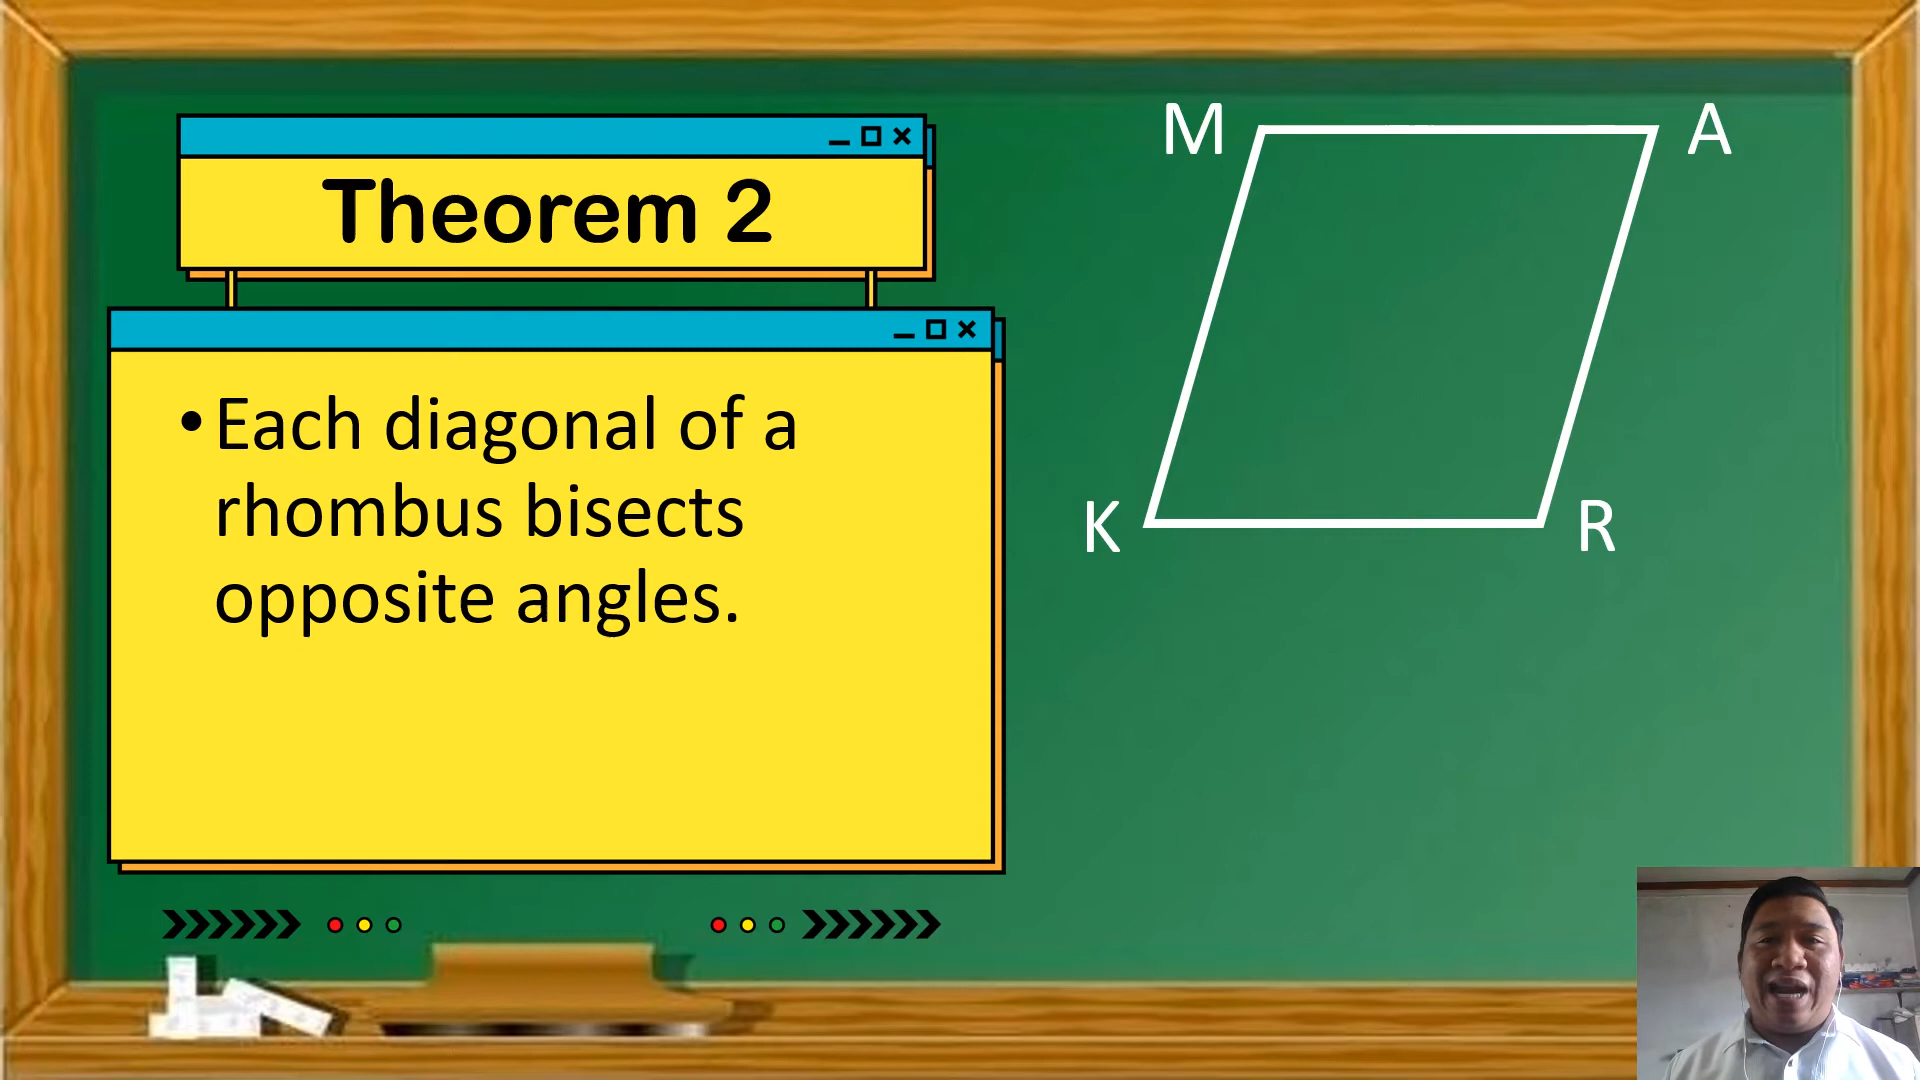 Theorem 2
•Each diagonal of a
rhombus bisects
opposite angles.
M
A
K
R